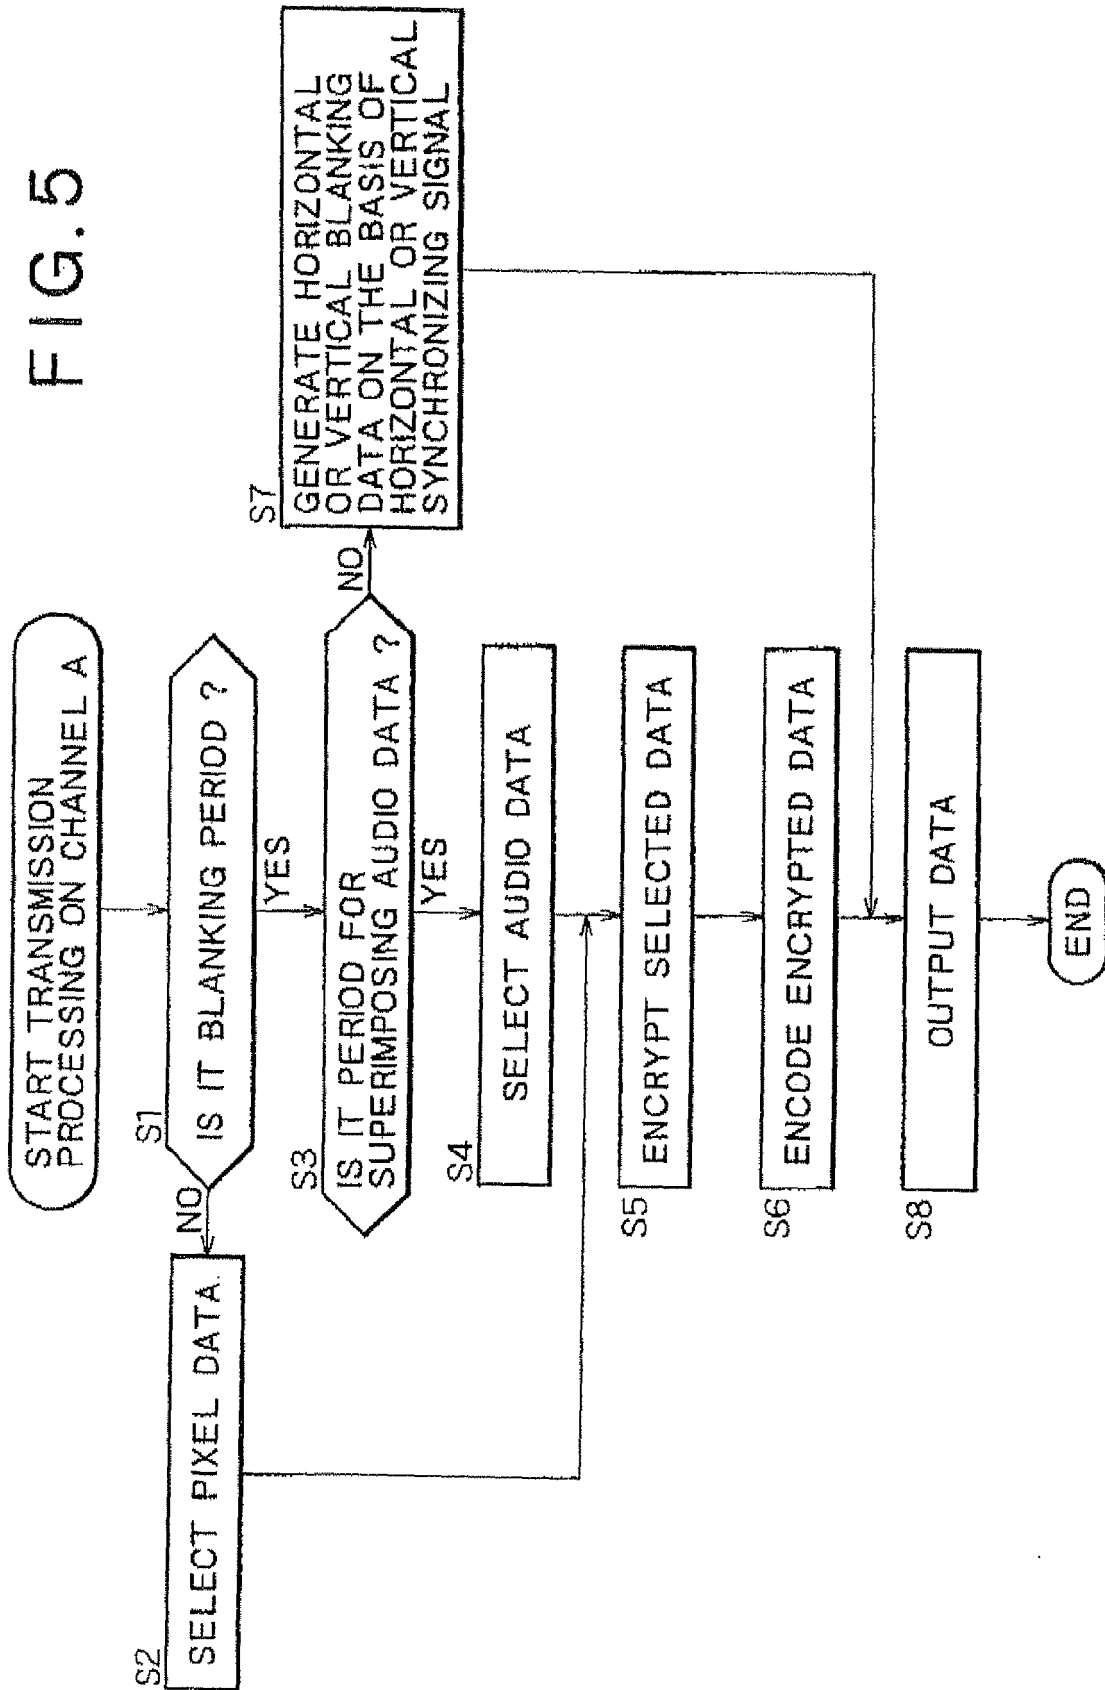 FIG.5
START TRANSMISSION
PROCESSING ON CHANNEL A
S1
IS IT BLANKING PERIOD ?
NO
YES
S2
SELECT PIXEL DATA
S3
IS IT PERIOD FOR
SUPERIMPOSING AUDIO DATA ?
NO
YES
S7
GENERATE HORIZONTAL
OR VERTICAL BLANKING
DATA ON THE BASIS OF
HORIZONTAL OR VERTICAL
SYNCHRONIZING SIGNAL
S4
SELECT AUDIO DATA
S5
ENCRYPT SELECTED DATA
S6
ENCODE ENCRYPTED DATA
S8
OUTPUT DATA
END